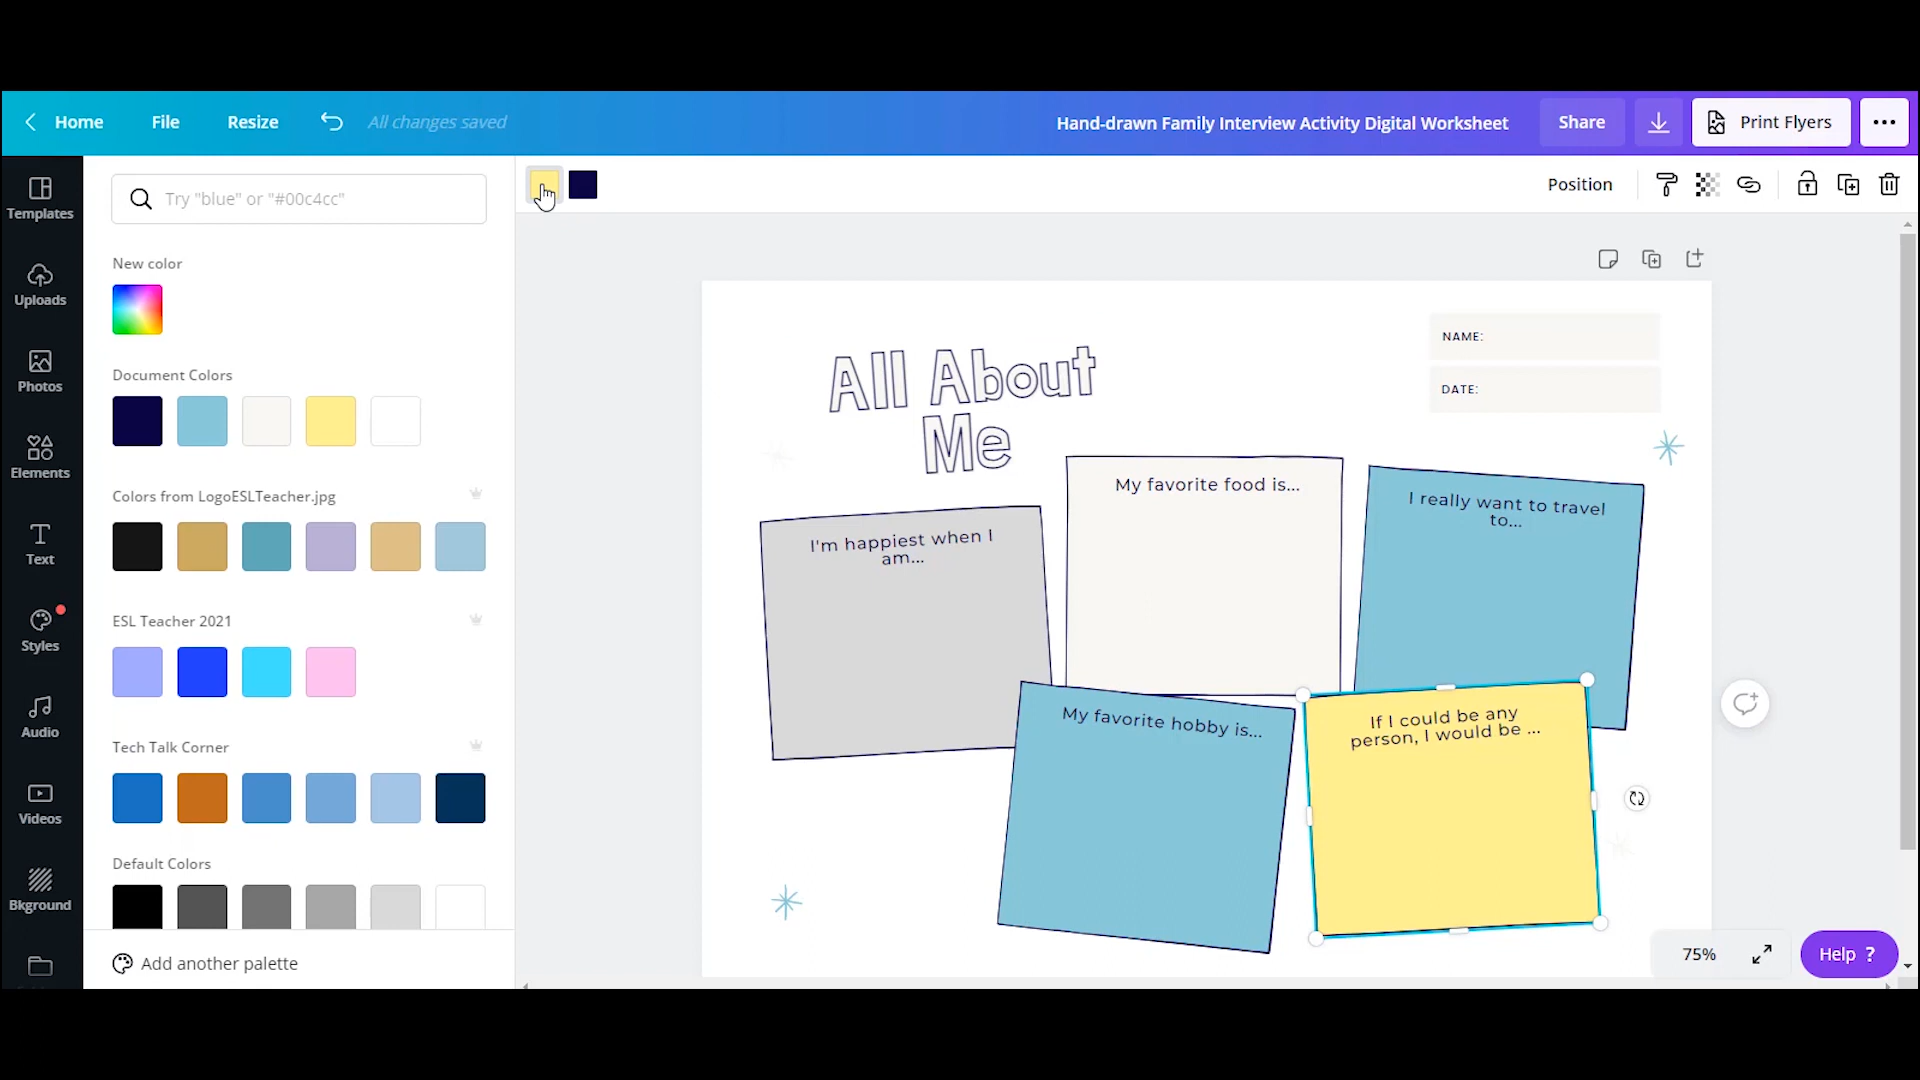 Home
File
Resize
All changes saved
Hand-drawn Family Interview Activity Digital Worksheet
Share
Print Flyers
Templates
Uploads
Photos
Elements
Text
Styles
Audio
Videos
Bkground
Try "blue" or "#00c4cc"
New color
Document Colors
Colors from LogoESLTeacher.jpg
ESL Teacher 2021
Tech Talk Corner
Default Colors
Add another palette
Position
NAME:
DATE:
All About
Me
I'm happiest when I
am...
My favorite food is...
I really want to travel
to...
My favorite hobby is...
If I could be any
person, I would be ...
75%
Help ?